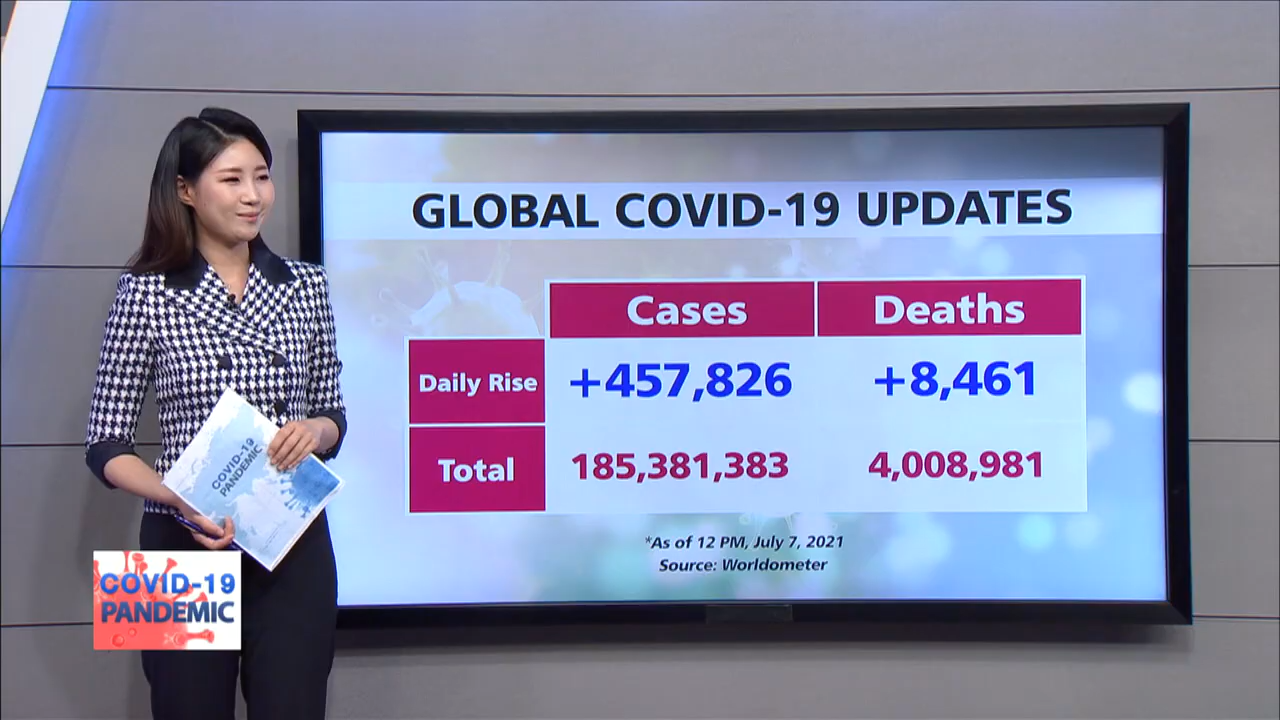 GLOBAL COVID-19 UPDATES
Cases Deaths
Daily Rise +457,826 +8,461
Total 185,381,383 4,008,981
*As of 12 PM, July 7, 2021
Source: Worldometer
COVID-19
PANDEMIC
COVID-19
PANDEMIC